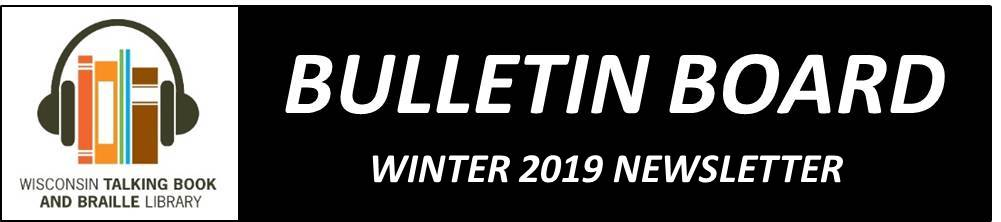 WISCONSIN TALKING BOOK
AND BRAILLE LIBRARY
BULLETIN BOARD
WINTER 2019 NEWSLETTER